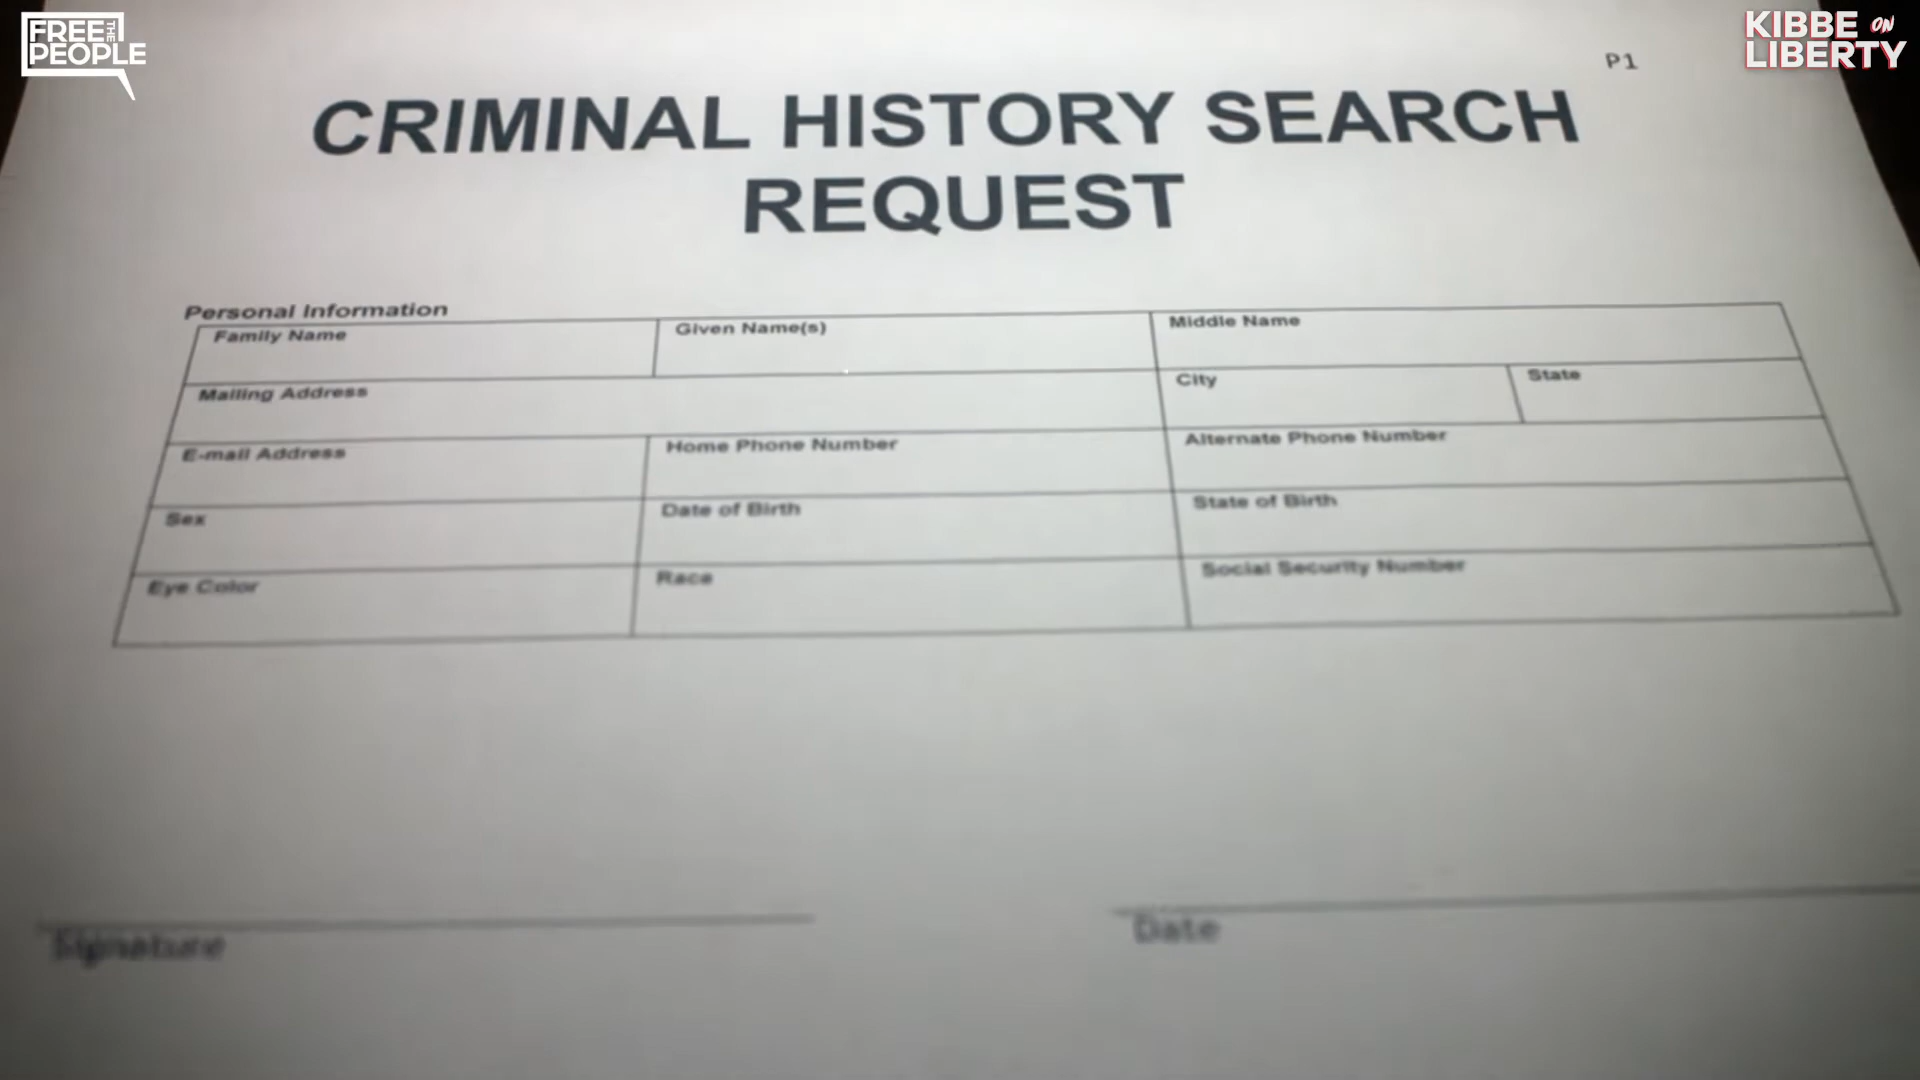 FREE THE PEOPLE
KIBBE ON LIBERTY
P1
CRIMINAL HISTORY SEARCH
REQUEST
Personal Information
Family Name
Given Name(s)
Middle Name
Mailing Address
City
State
E-mail Address
Home Phone Number
Alternate Phone Number
Sex
Date of Birth
State of Birth
Eye Color
Race
Social Security Number
Signature
Date